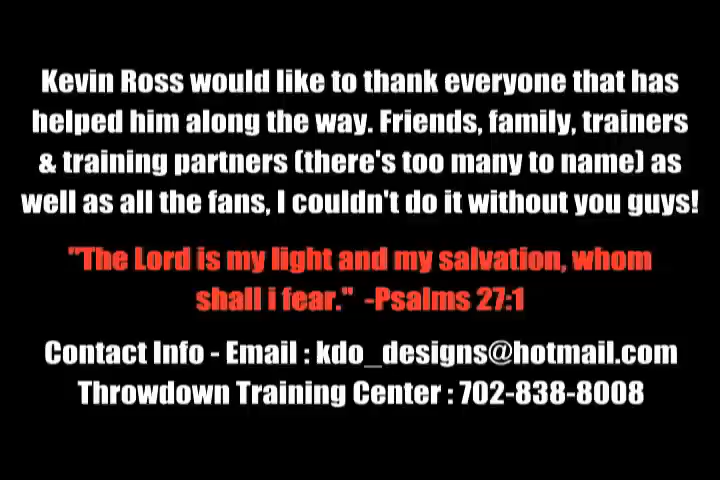 Kevin Ross would like to thank everyone that has
helped him along the way. Friends, family, trainers
& training partners (there's too many to name) as
well as all the fans, I couldn't do it without you guys!
"The Lord is my light and my salvation, whom
shall i fear." -Psalms 27:1
Contact Info - Email : kdo_designs@hotmail.com
Throwdown Training Center : 702-838-8008